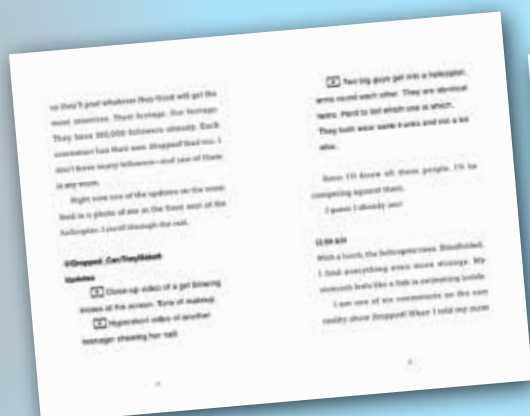 so they'll post whatever they think will get the
most attention. Their footage. Our footage.
They have 180,000 followers already. Each
contestant has their own Dropped! feed too. I
don't have many followers—and one of them
is my mom.
Right now one of the updates on the main
feed is a photo of me in the front seat of the
helicopter. I scroll through the rest.
@Dropped_CanTheyMakeIt
Updates
Close-up video of a girl blowing
kisses at the screen. Tons of makeup.
Hypershort video of another
teenager chewing her nail.
Two big guys get into a helicopter,
arms round each other. They are identical
twins. Hard to tell which one is which.
They both wear swim trunks and not a lot
else.
Soon I'll know all these people. I'll be
competing against them.
I guess I already am!
With a lurch, the helicopter rises. Blindfolded,
I find everything even more strange. My
stomach feels like a fish is swimming inside.
I am one of six contestants on the new
reality show Dropped! When I told my mom